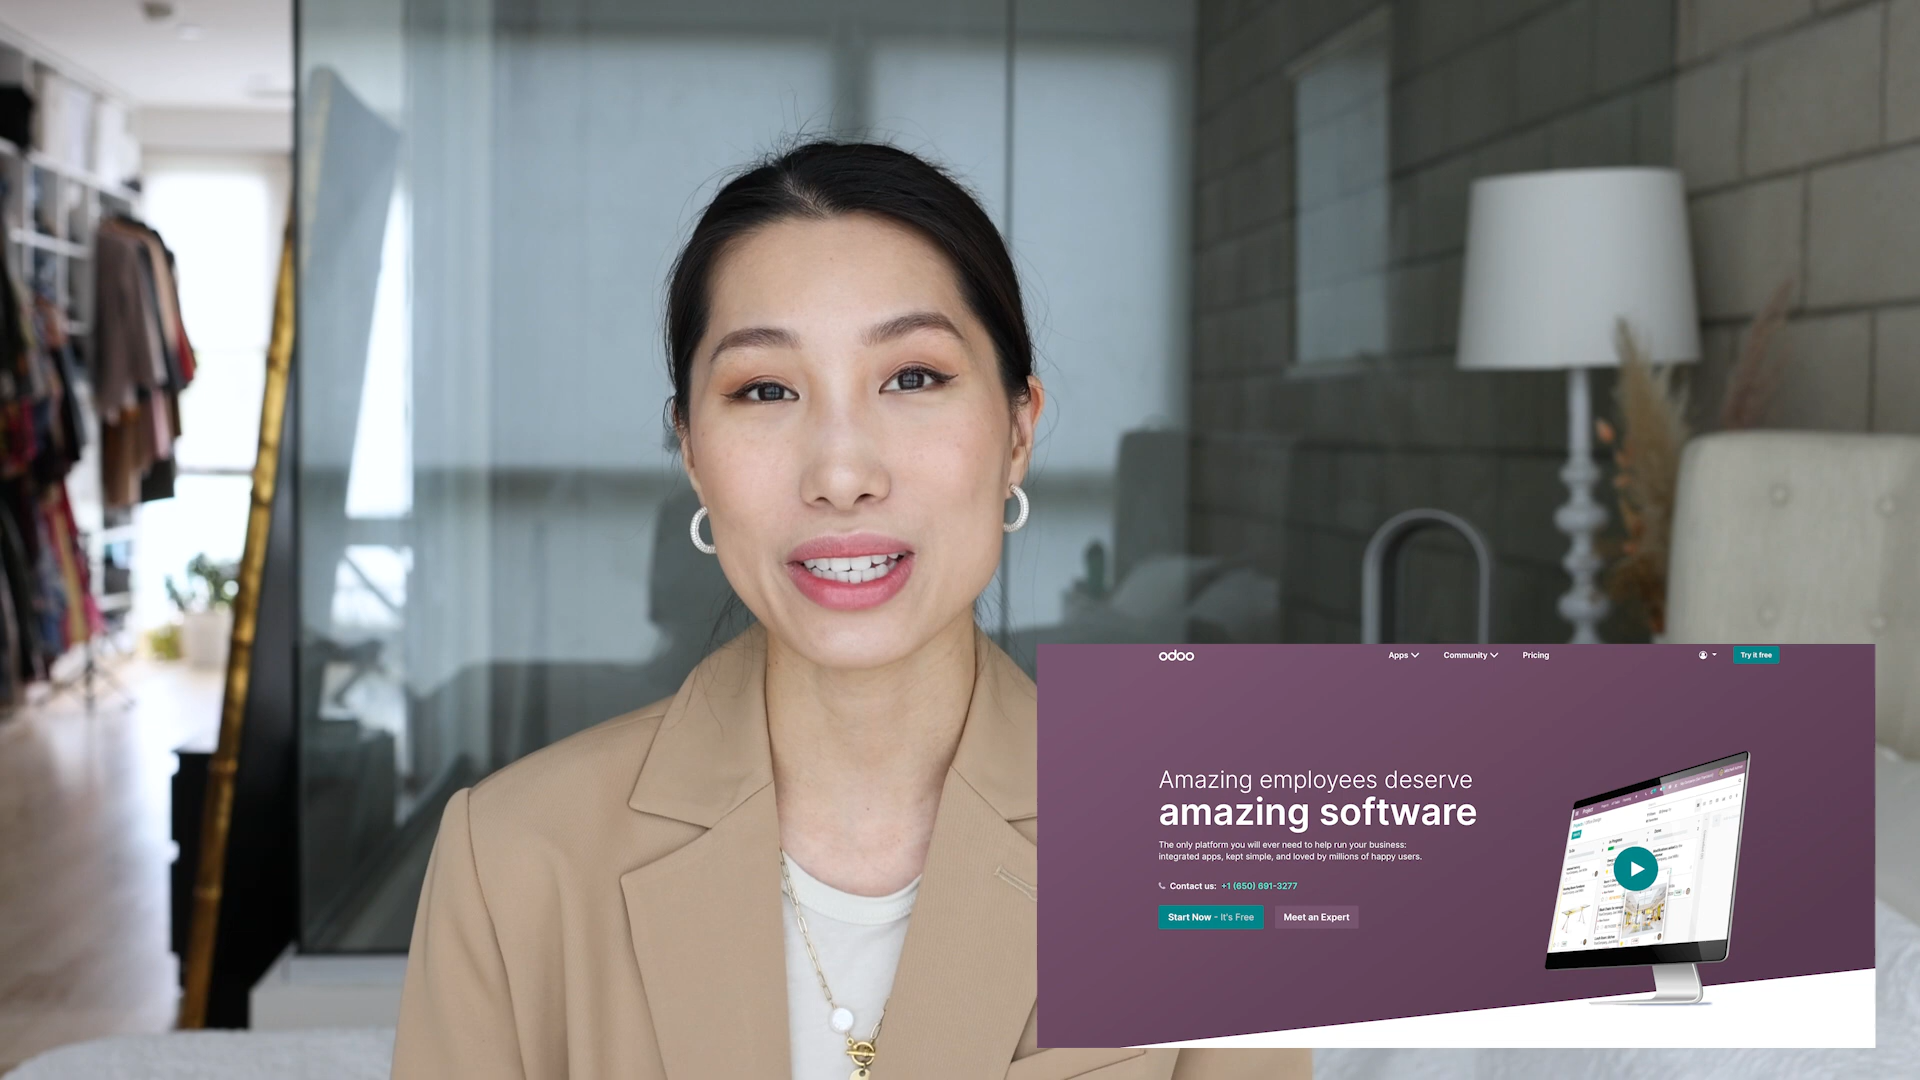 odoo
Apps
Community
Pricing
Try it free
Amazing employees deserve
amazing software
The only platform you will ever need to help run your business:
integrated apps, kept simple, and loved by millions of happy users.
Contact us: +1 (650) 691-3277
Start Now - It's Free
Meet an Expert
Project